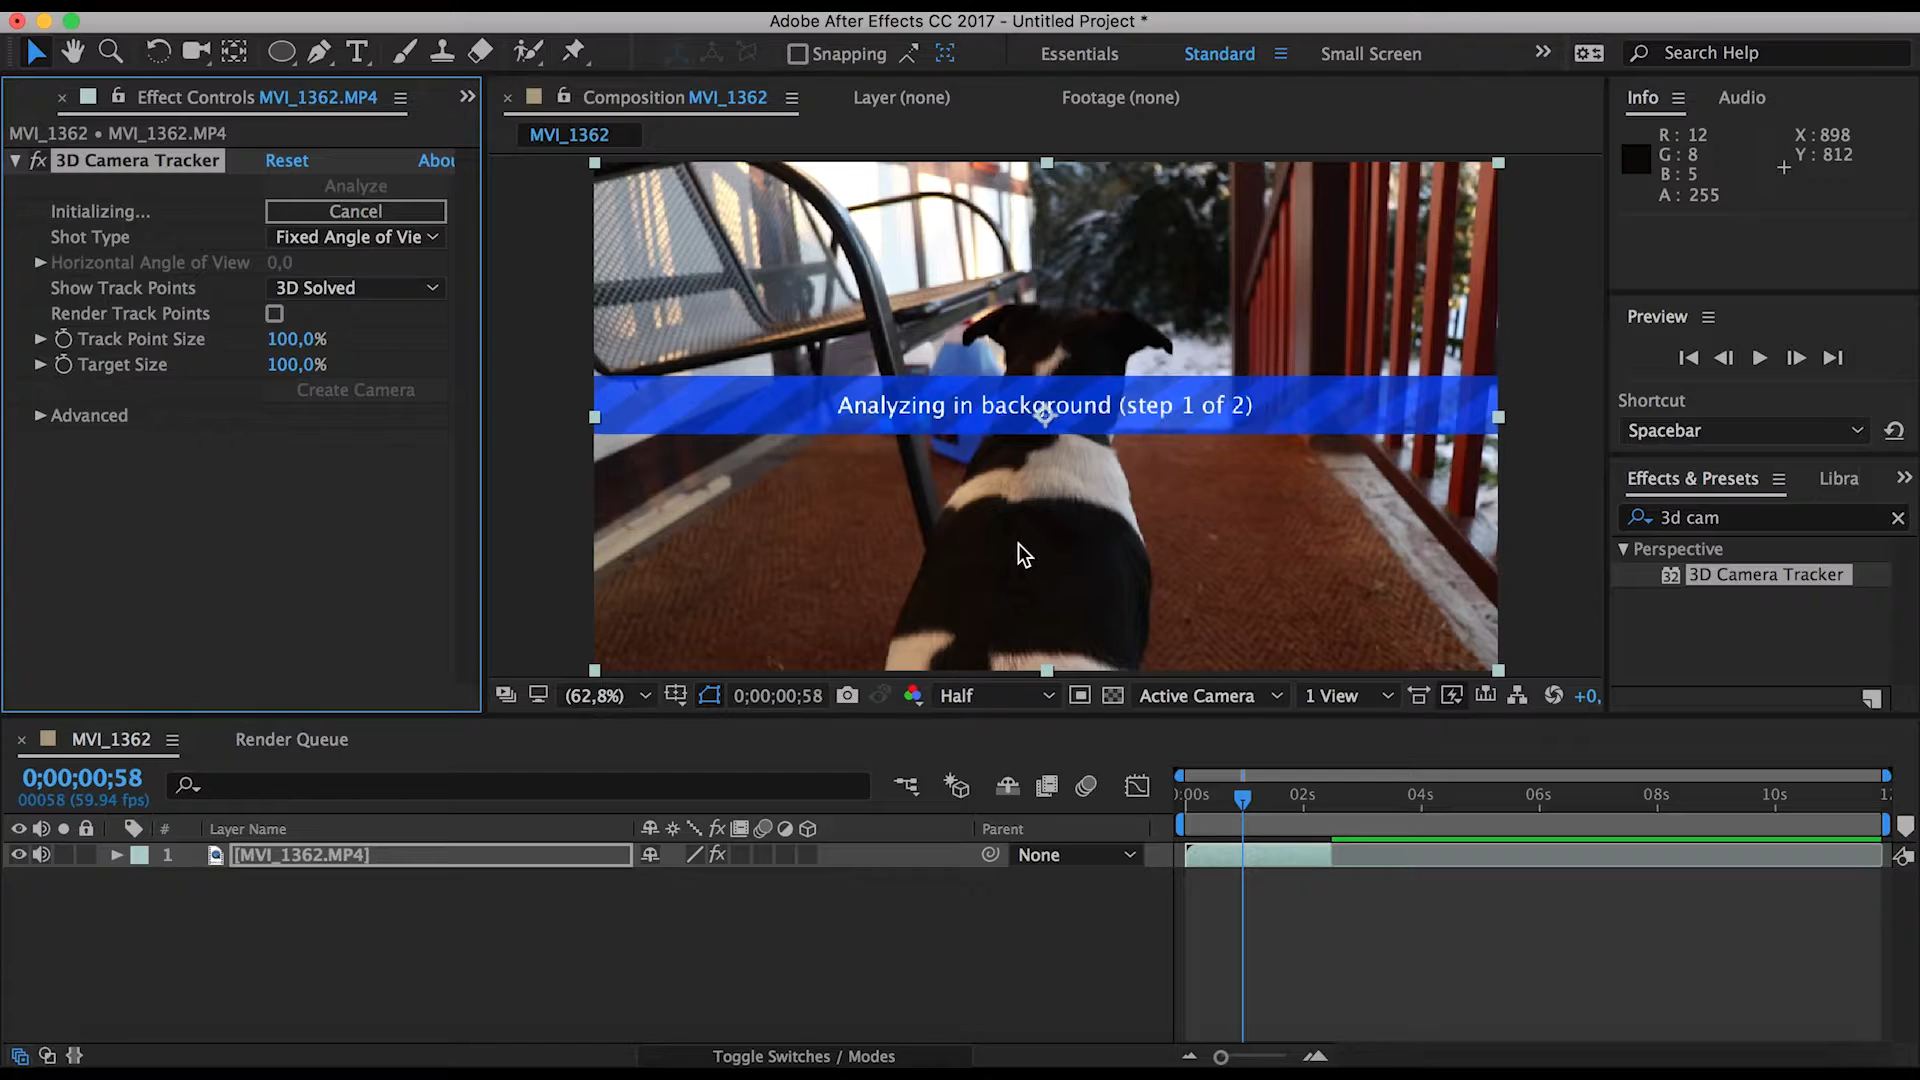 Adobe After Effects CC 2017 - Untitled Project *
Snapping
Essentials
Standard
Small Screen
Search Help
Effect Controls MVI_1362.MP4
Composition MVI_1362
Layer (none)
Footage (none)
Info
Audio
MVI_1362 • MVI_1362.MP4
MVI_1362
R : 12
G : 8
B : 5
A : 255
X : 898
Y : 812
fx 3D Camera Tracker
Reset
Abou
Analyze
Initializing...
Cancel
Shot Type
Fixed Angle of Vie
Horizontal Angle of View
0,0
Show Track Points
3D Solved
Render Track Points
Track Point Size
100,0%
Target Size
100,0%
Create Camera
Advanced
Analyzing in background (step 1 of 2)
Preview
Shortcut
Spacebar
Effects & Presets
Libra
3d cam
Perspective
32 3D Camera Tracker
(62,8%)
0;00;00;58
Half
Active Camera
1 View
+0,
MVI_1362
Render Queue
0;00;00;58
00058 (59.94 fps)
0:00s
02s
04s
06s
08s
10s
12
#
Layer Name
fx
Parent
1
[MVI_1362.MP4]
fx
None
Toggle Switches / Modes